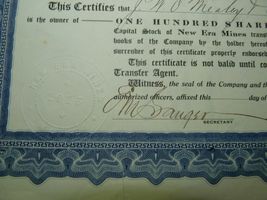 This Certifies that
is the owner of ONE HUNDRED SHARE
Capital Stock of New Era Mines
books of the Company by the holder hereof
surrender of this certificate properly endorse
This certificate is not valid until co
Transfer Agent.
Witness, the seal of the Company and the
authorized officers, affixed this day of
SECRETARY